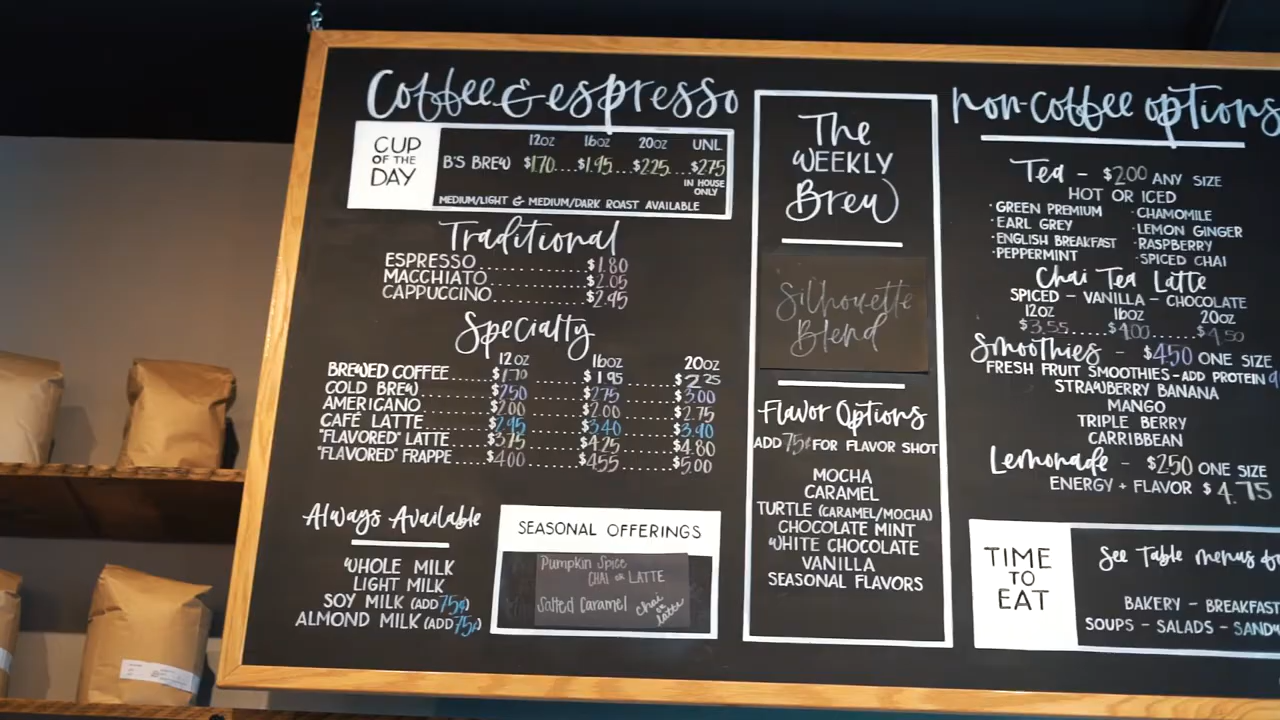 Coffee & espresso
CUP OF THE DAY
12oz 16oz 20oz UNL
B'S BREW $1.70....$1.95....$2.25....$2.75
IN HOUSE ONLY
MEDIUM/LIGHT & MEDIUM/DARK ROAST AVAILABLE
Traditional
ESPRESSO $1.80
MACCHIATO $2.05
CAPPUCCINO $2.95
Specialty
12oz 16oz 20oz
BREWED COFFEE $1.70 $1.95 $2.25
COLD BREW $2.50 $2.75 $3.00
AMERICANO $2.00 $2.00 $2.75
CAFÉ LATTE $2.95 $3.40 $3.90
"FLAVORED" LATTE $3.75 $4.25 $4.80
"FLAVORED" FRAPPE $4.00 $4.55 $5.00
Always Available
WHOLE MILK
LIGHT MILK
SOY MILK (ADD 75¢)
ALMOND MILK (ADD 75¢)
SEASONAL OFFERINGS
Pumpkin Spice
CHAI or LATTE
Salted Caramel chai or latte
The
WEEKLY
Brew
Silhouette
Blend
Flavor Options
ADD 75¢ FOR FLAVOR SHOT
MOCHA
CARAMEL
TURTLE (CARAMEL/MOCHA)
CHOCOLATE MINT
WHITE CHOCOLATE
VANILLA
SEASONAL FLAVORS
non-coffee options
Tea - $2.00 ANY SIZE
HOT OR ICED
·GREEN PREMIUM ·CHAMOMILE
·EARL GREY ·LEMON GINGER
·ENGLISH BREAKFAST ·RASPBERRY
·PEPPERMINT ·SPICED CHAI
Chai Tea Latte
SPICED - VANILLA - CHOCOLATE
12oz 16oz 20oz
$3.55 $4.00 $4.50
Smoothies - $4.50 ONE SIZE
FRESH FRUIT SMOOTHIES - ADD PROTEIN
STRAWBERRY BANANA
MANGO
TRIPLE BERRY
CARRIBEAN
Lemonade - $2.50 ONE SIZE
ENERGY + FLAVOR $4.75
TIME TO EAT
See Table menus
BAKERY - BREAKFAST
SOUPS - SALADS -